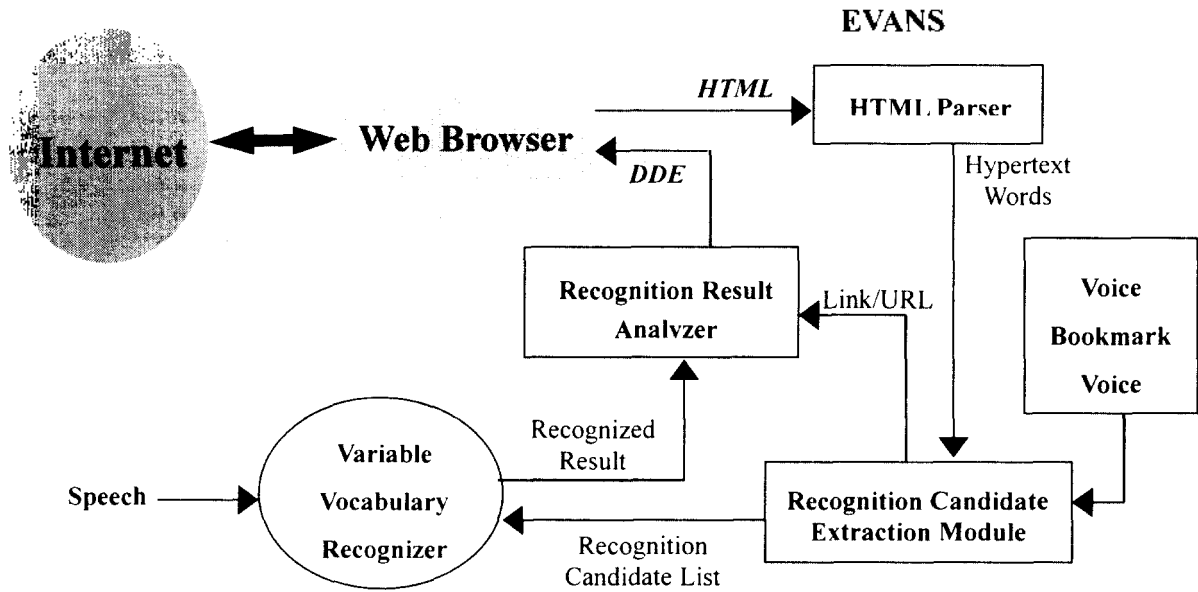 EVANS
HTML
HTML Parser
Internet
Web Browser
DDE
Hypertext
Words
Recognition Result
Analyzer
Link/URL
Voice
Bookmark
Voice
Recognized
Result
Variable
Vocabulary
Recognizer
Speech
Recognition Candidate
Extraction Module
Recognition
Candidate List